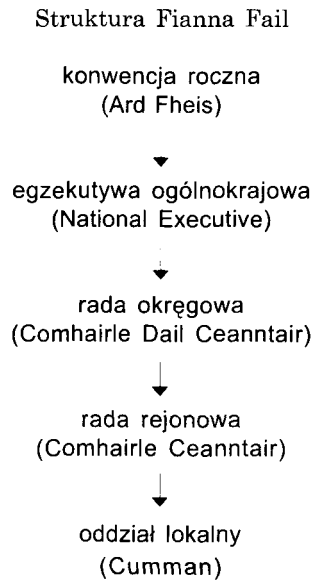 Struktura Fianna Fail
konwencja roczna
(Ard Fheis)
egzekutywa ogólnokrajowa
(National Executive)
rada okręgowa
(Comhairle Dail Ceanntair)
rada rejonowa
(Comhairle Ceanntair)
oddział lokalny
(Cumman)